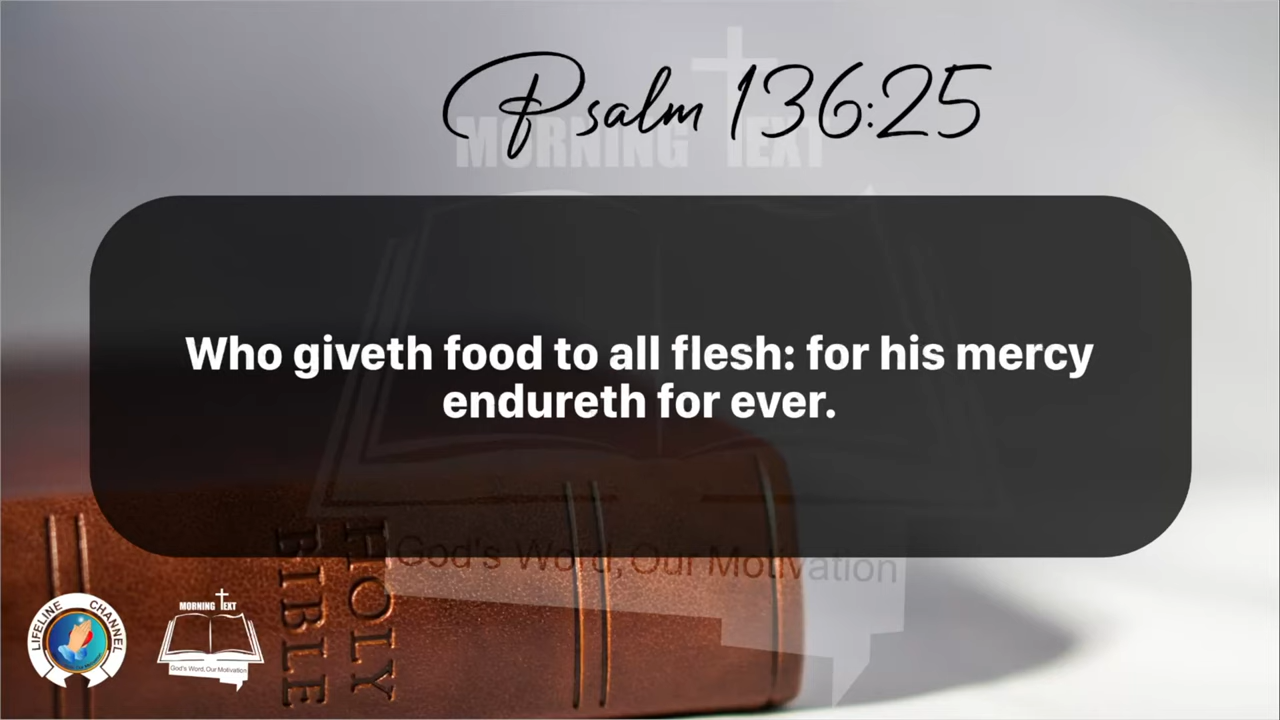 Psalm 136:25
MORNING TEXT
Who giveth food to all flesh: for his mercy
endureth for ever.
God's Word, Our Motivation
HOLY
BIBLE
LIFELINE CHANNEL
MORNING TEXT
God's Word, Our Motivation